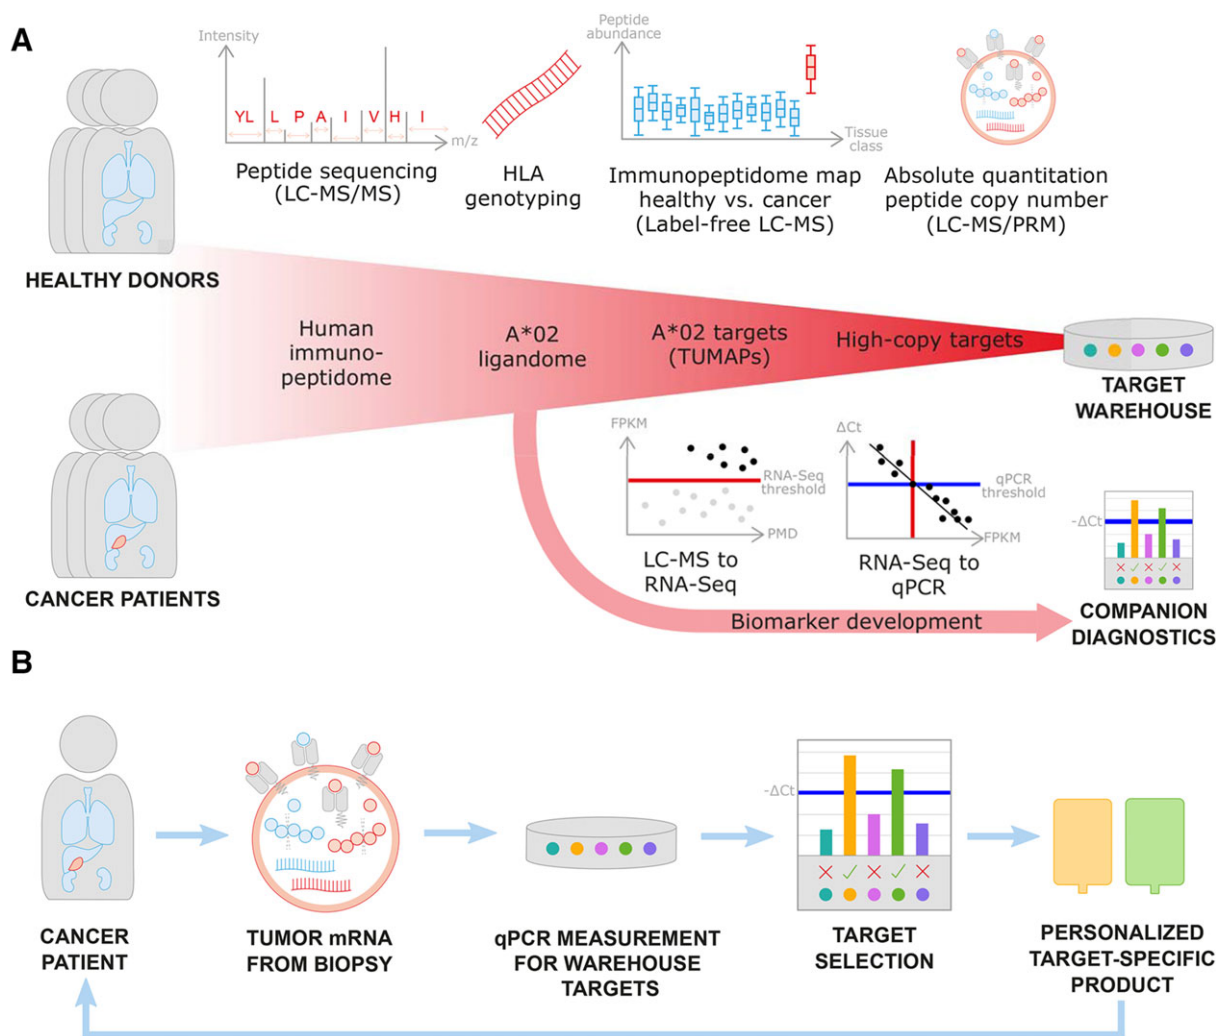 A
Intensity
YL L P A I V H I
m/z
Peptide sequencing
(LC-MS/MS)
HLA
genotyping
Peptide
abundance
Tissue
class
Immunopeptidome map
healthy vs. cancer
(Label-free LC-MS)
Absolute quantitation
peptide copy number
(LC-MS/PRM)
HEALTHY DONORS
Human
immuno-
peptidome
A*02
ligandome
A*02 targets
(TUMAPs)
High-copy targets
TARGET
WAREHOUSE
CANCER PATIENTS
FPKM
RNA-Seq
threshold
PMD
LC-MS to
RNA-Seq
ΔCt
qPCR
threshold
FPKM
RNA-Seq to
qPCR
Biomarker development
-ΔCt
COMPANION
DIAGNOSTICS
B
CANCER
PATIENT
TUMOR mRNA
FROM BIOPSY
qPCR MEASUREMENT
FOR WAREHOUSE
TARGETS
-ΔCt
TARGET
SELECTION
PERSONALIZED
TARGET-SPECIFIC
PRODUCT